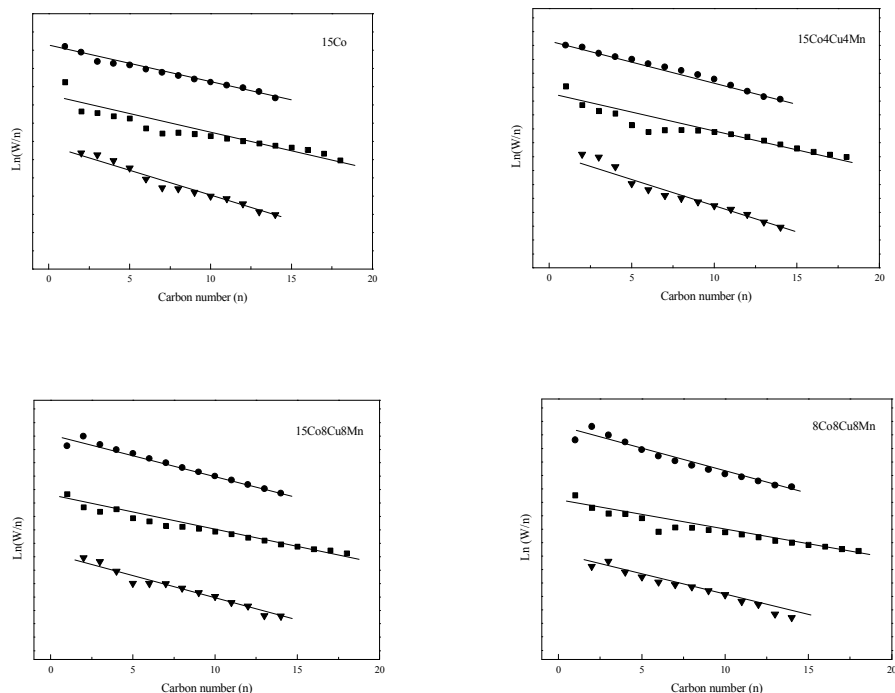 15Co
Ln(W/n)
0 5 10 15 20
Carbon number (n)
15Co4Cu4Mn
Ln(W/n)
0 5 10 15 20
Carbon number (n)
15Co8Cu8Mn
Ln(W/n)
0 5 10 15 20
Carbon number (n)
8Co8Cu8Mn
Ln (W/n)
0 5 10 15 20
Carbon number (n)